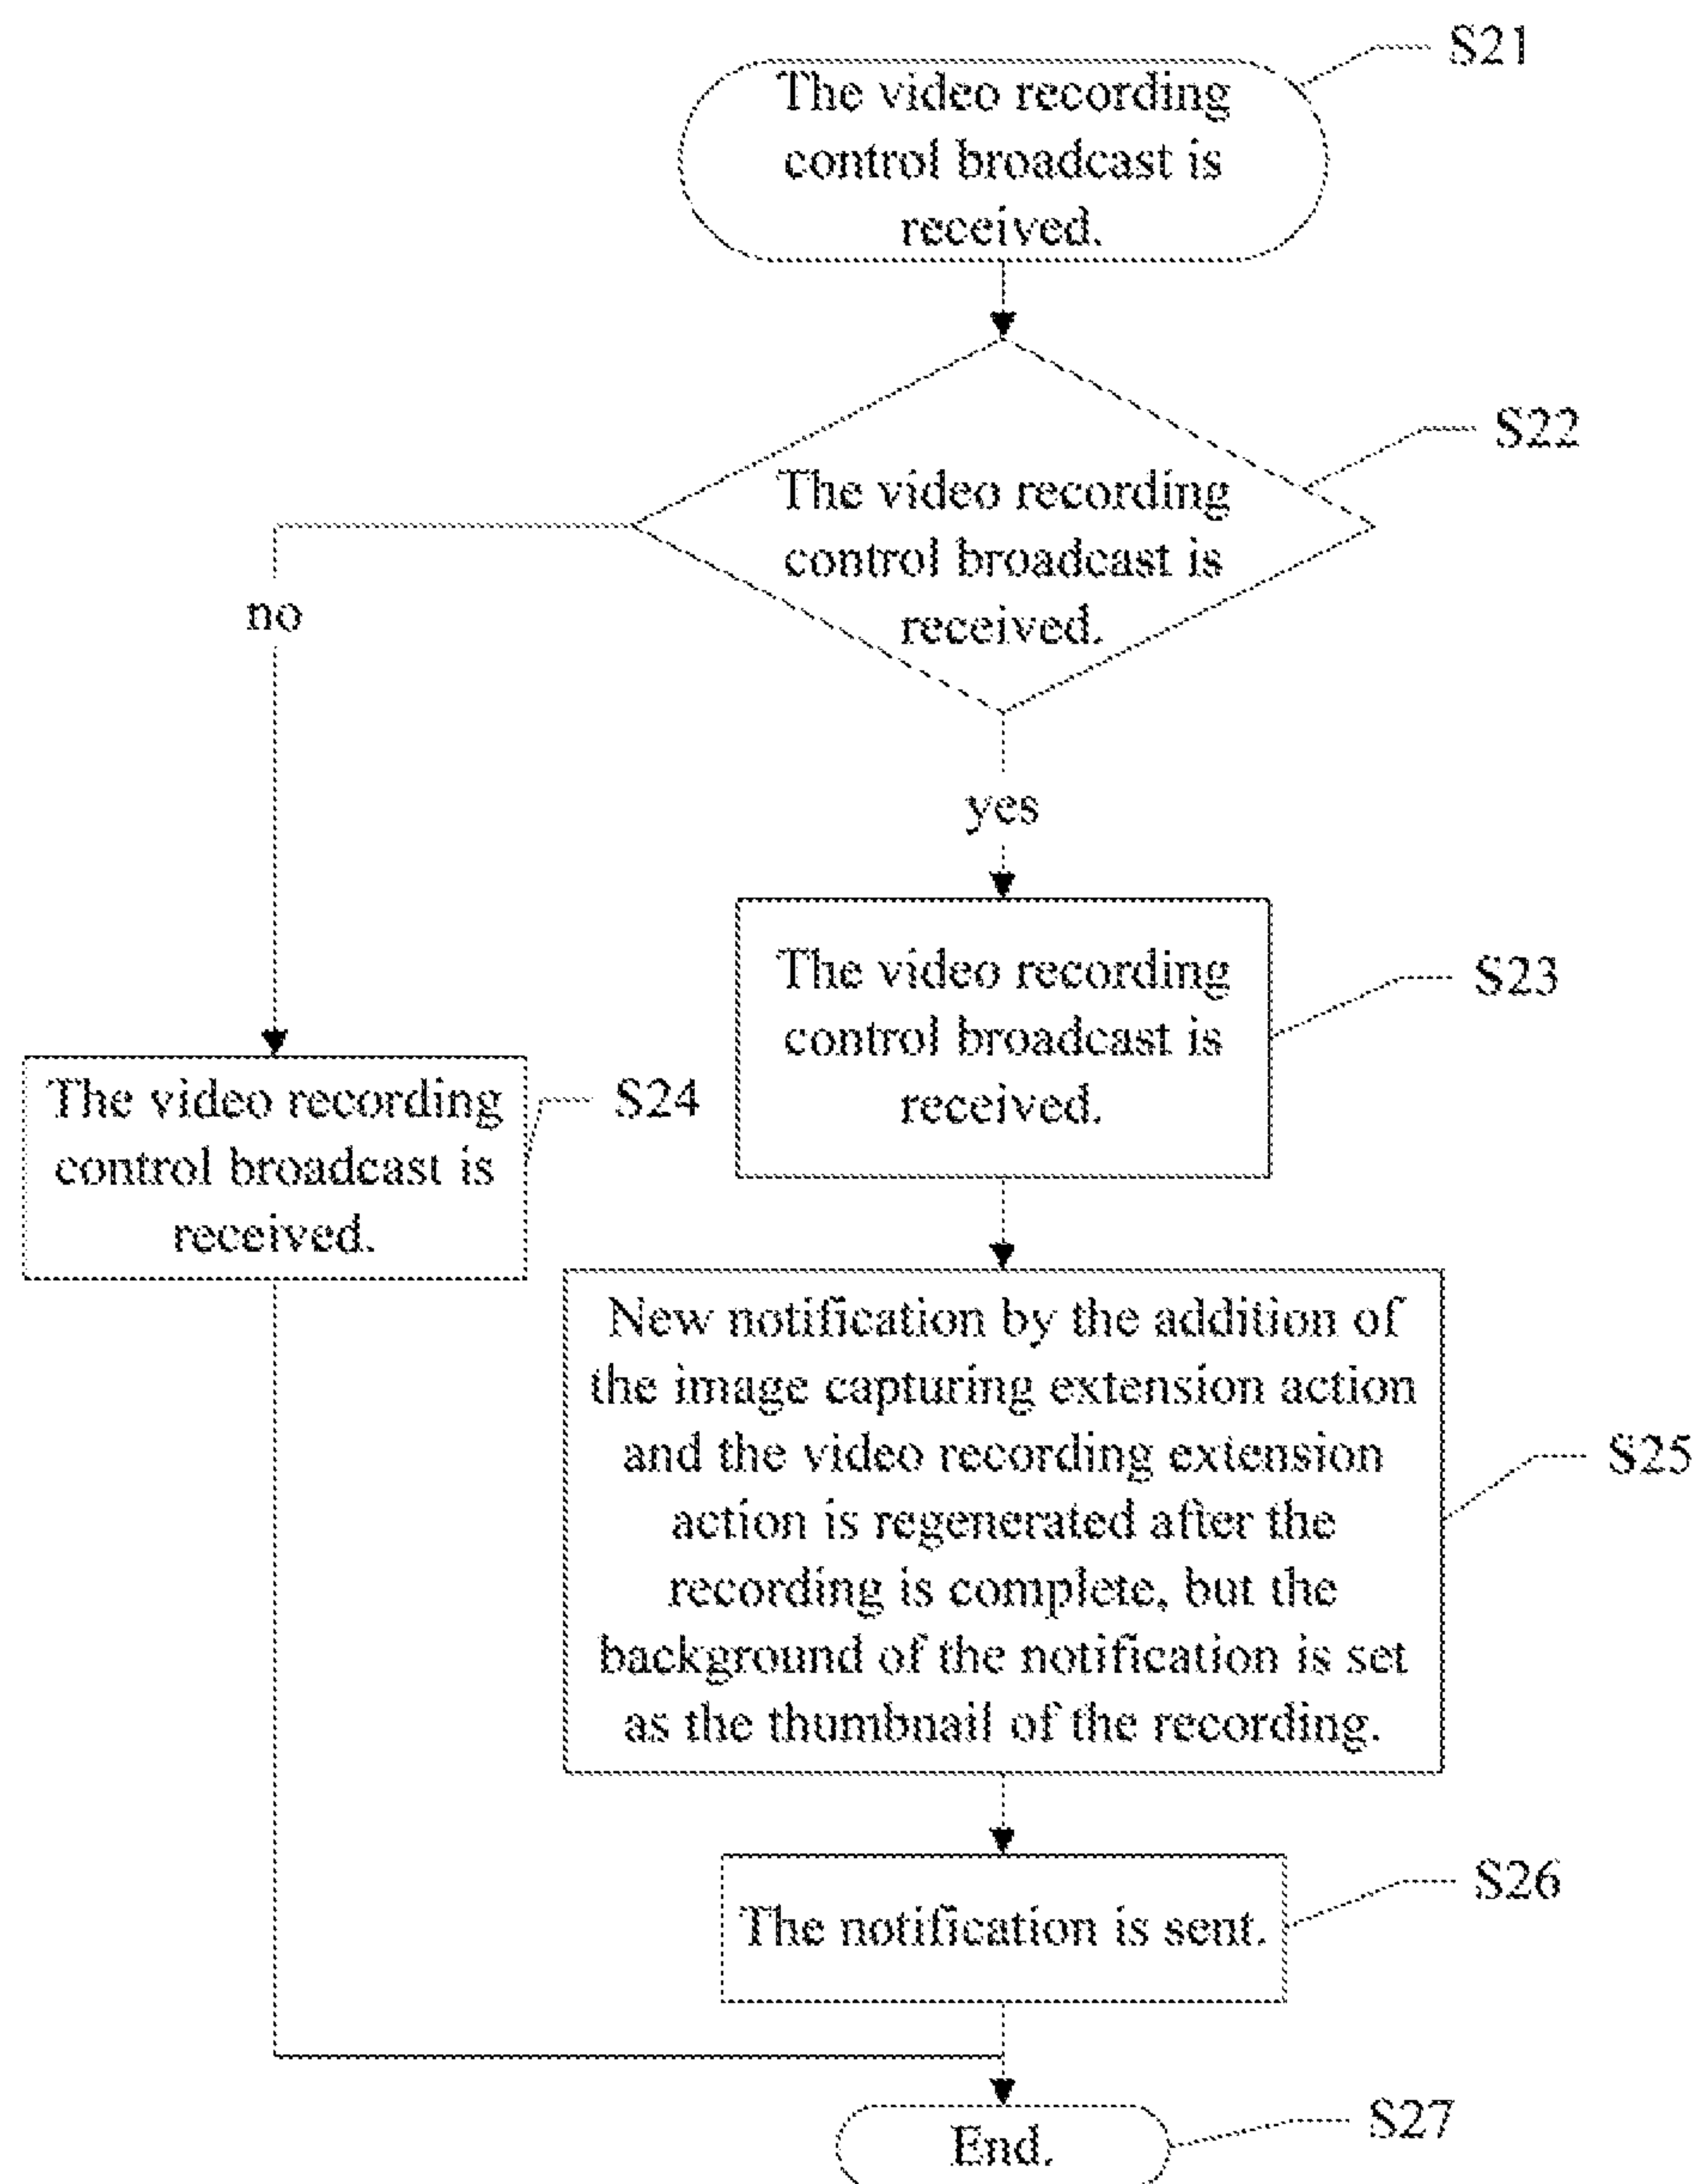 S21
The video recording
control broadcast is
received.
S22
The video recording
control broadcast is
received.
no
yes
The video recording
control broadcast is
received.
S23
The video recording
control broadcast is
received.
S24
New notification by the addition of
the image capturing extension action
and the video recording extension
action is regenerated after the
recording is complete, but the
background of the notification is set
as the thumbnail of the recording.
S25
The notification is sent.
S26
End.
S27